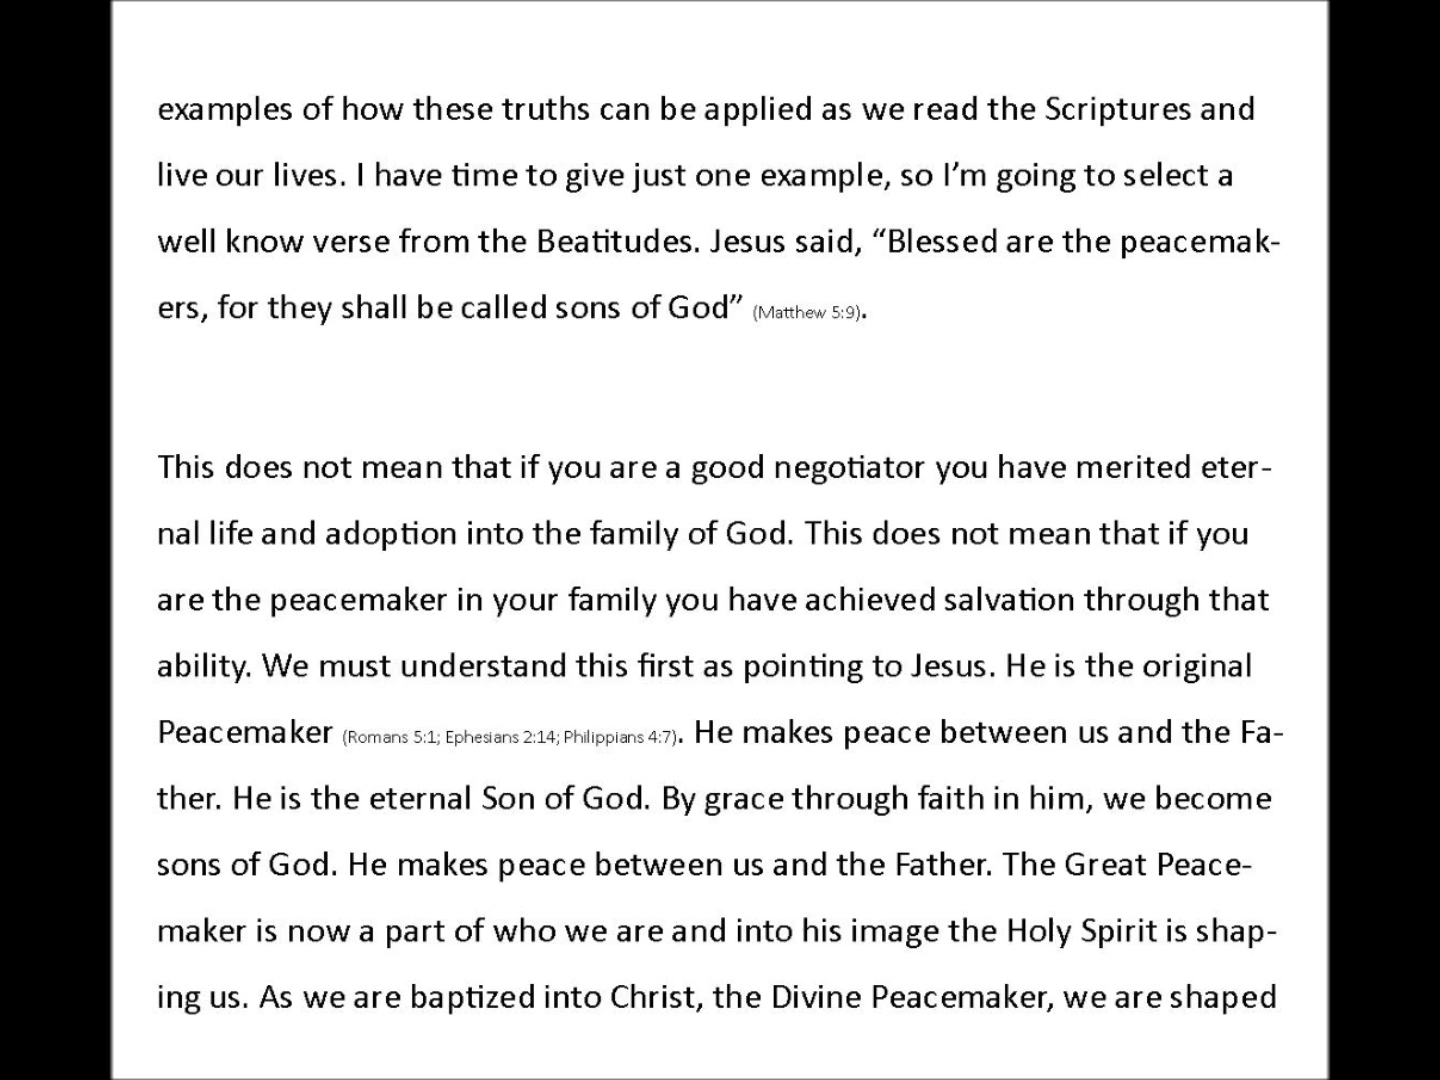 examples of how these truths can be applied as we read the Scriptures and
live our lives. I have time to give just one example, so I’m going to select a
well know verse from the Beatitudes. Jesus said, “Blessed are the peacemak-
ers, for they shall be called sons of God” (Matthew 5:9).
This does not mean that if you are a good negotiator you have merited eter-
nal life and adoption into the family of God. This does not mean that if you
are the peacemaker in your family you have achieved salvation through that
ability. We must understand this first as pointing to Jesus. He is the original
Peacemaker (Romans 5:1; Ephesians 2:14; Philippians 4:7). He makes peace between us and the Fa-
ther. He is the eternal Son of God. By grace through faith in him, we become
sons of God. He makes peace between us and the Father. The Great Peace-
maker is now a part of who we are and into his image the Holy Spirit is shap-
ing us. As we are baptized into Christ, the Divine Peacemaker, we are shaped